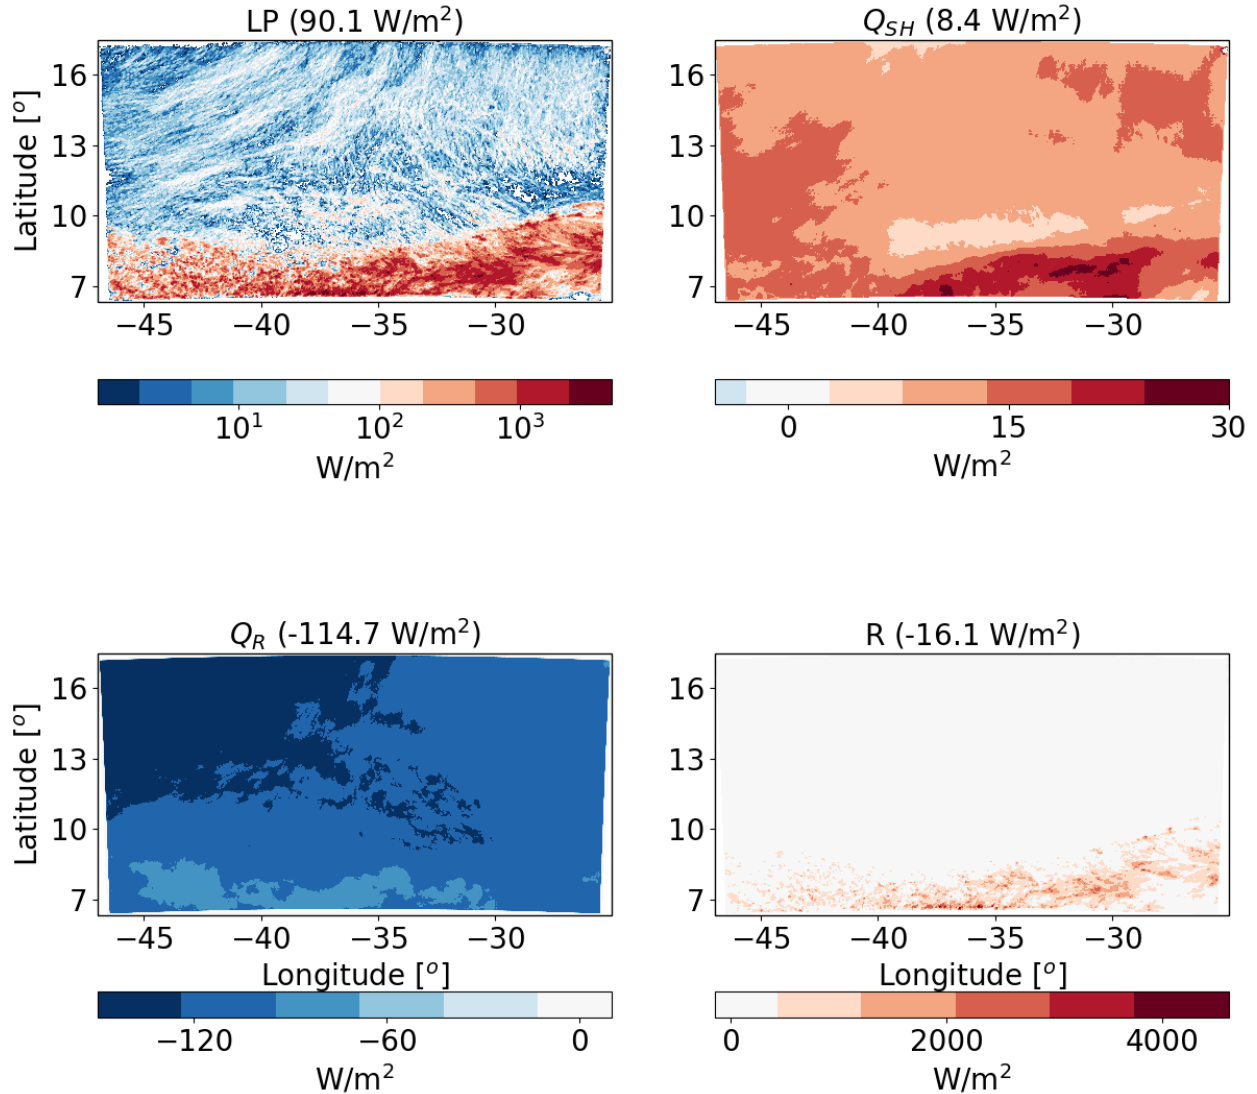 LP (90.1 W/m²)
Q_SH (8.4 W/m²)
Latitude [°]
16
13
10
7
16
13
10
7
−45 −40 −35 −30
−45 −40 −35 −30
10¹ 10² 10³
0 15 30
W/m²
W/m²
Q_R (-114.7 W/m²)
R (-16.1 W/m²)
Latitude [°]
16
13
10
7
16
13
10
7
−45 −40 −35 −30
−45 −40 −35 −30
Longitude [°]
Longitude [°]
−120 −60 0
0 2000 4000
W/m²
W/m²